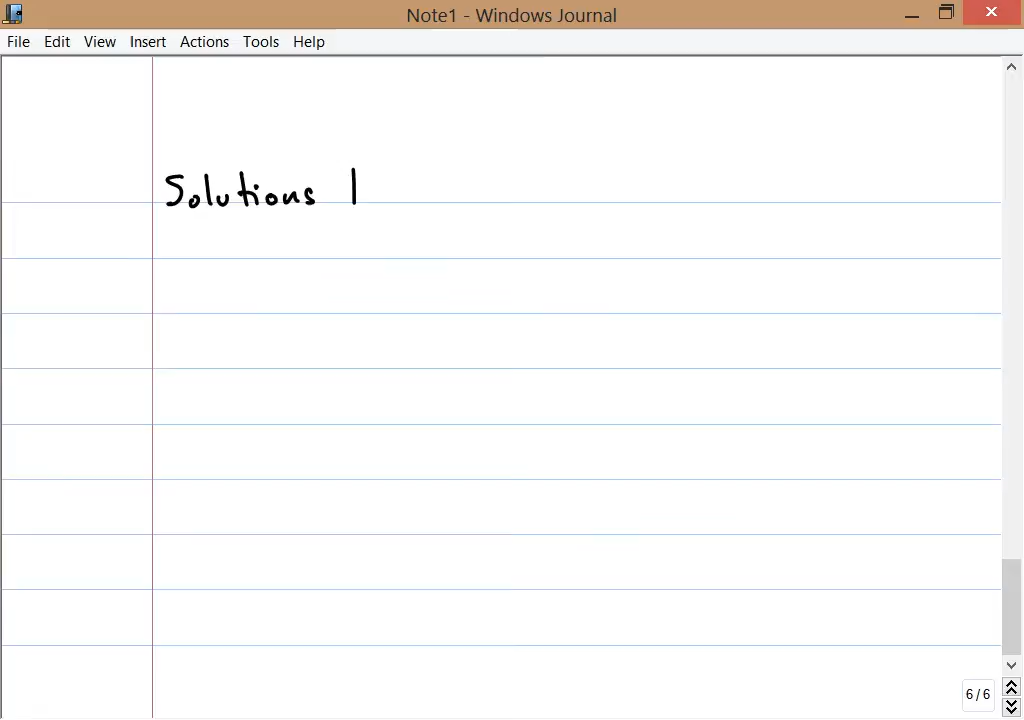 Note1 - Windows Journal
File Edit View Insert Actions Tools Help
Solutions 1
6 / 6